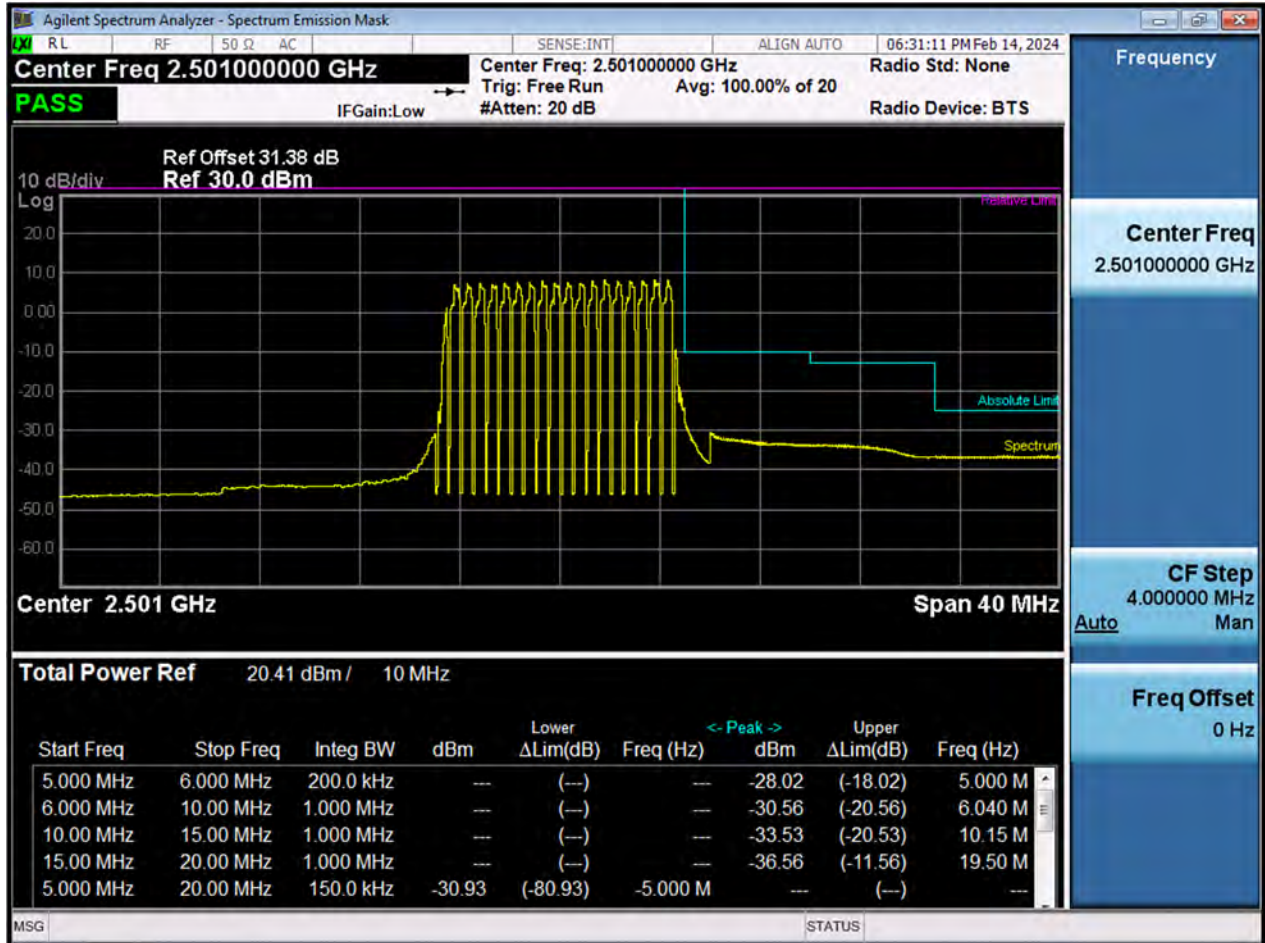 Agilent Spectrum Analyzer - Spectrum Emission Mask
LXI RL RF 50 Ω AC SENSE:INT ALIGN AUTO 06:31:11 PM Feb 14, 2024
Center Freq 2.501000000 GHz
Center Freq: 2.501000000 GHz Radio Std: None
Trig: Free Run Avg: 100.00% of 20
PASS
IFGain:Low #Atten: 20 dB Radio Device: BTS
Ref Offset 31.38 dB
10 dB/div Ref 30.0 dBm
Log
Relative Limit
20.0
10.0
0.00
-10.0
-20.0
Absolute Limit
-30.0
Spectrum
-40.0
-50.0
-60.0
Center 2.501 GHz Span 40 MHz
Total Power Ref 20.41 dBm / 10 MHz
Lower <- Peak -> Upper
Start Freq Stop Freq Integ BW dBm ΔLim(dB) Freq (Hz) dBm ΔLim(dB) Freq (Hz)
5.000 MHz 6.000 MHz 200.0 kHz --- (---) --- -28.02 (-18.02) 5.000 M
6.000 MHz 10.00 MHz 1.000 MHz --- (---) --- -30.56 (-20.56) 6.040 M
10.00 MHz 15.00 MHz 1.000 MHz --- (---) --- -33.53 (-20.53) 10.15 M
15.00 MHz 20.00 MHz 1.000 MHz --- (---) --- -36.56 (-11.56) 19.50 M
5.000 MHz 20.00 MHz 150.0 kHz -30.93 (-80.93) -5.000 M --- (---) ---
MSG STATUS
Frequency
Center Freq
2.501000000 GHz
CF Step
4.000000 MHz
Auto Man
Freq Offset
0 Hz